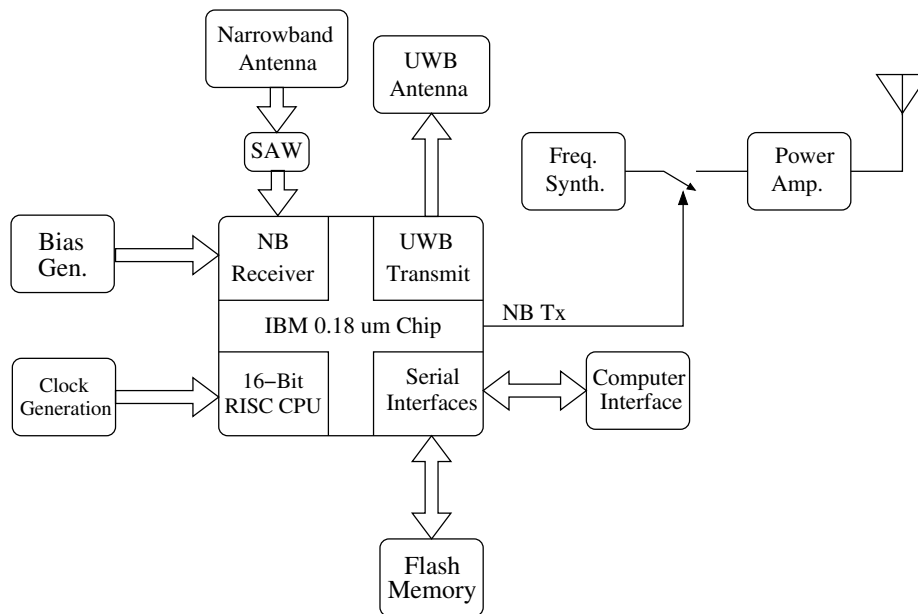 Narrowband
Antenna
UWB
Antenna
SAW
Freq.
Synth.
Power
Amp.
Bias
Gen.
NB
Receiver
UWB
Transmit
IBM 0.18 um Chip
NB Tx
Clock
Generation
16−Bit
RISC CPU
Serial
Interfaces
Computer
Interface
Flash
Memory